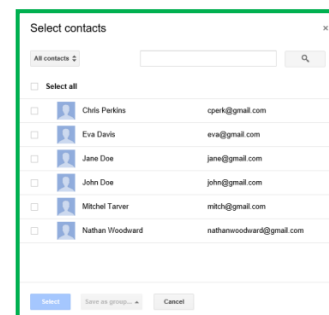 Select contacts ×
All contacts
Select all
Chris Perkins cperk@gmail.com
Eva Davis eva@gmail.com
Jane Doe jane@gmail.com
John Doe john@gmail.com
Mitchel Tarver mitch@gmail.com
Nathan Woodward nathanwoodward@gmail.com
Select Save as group... Cancel